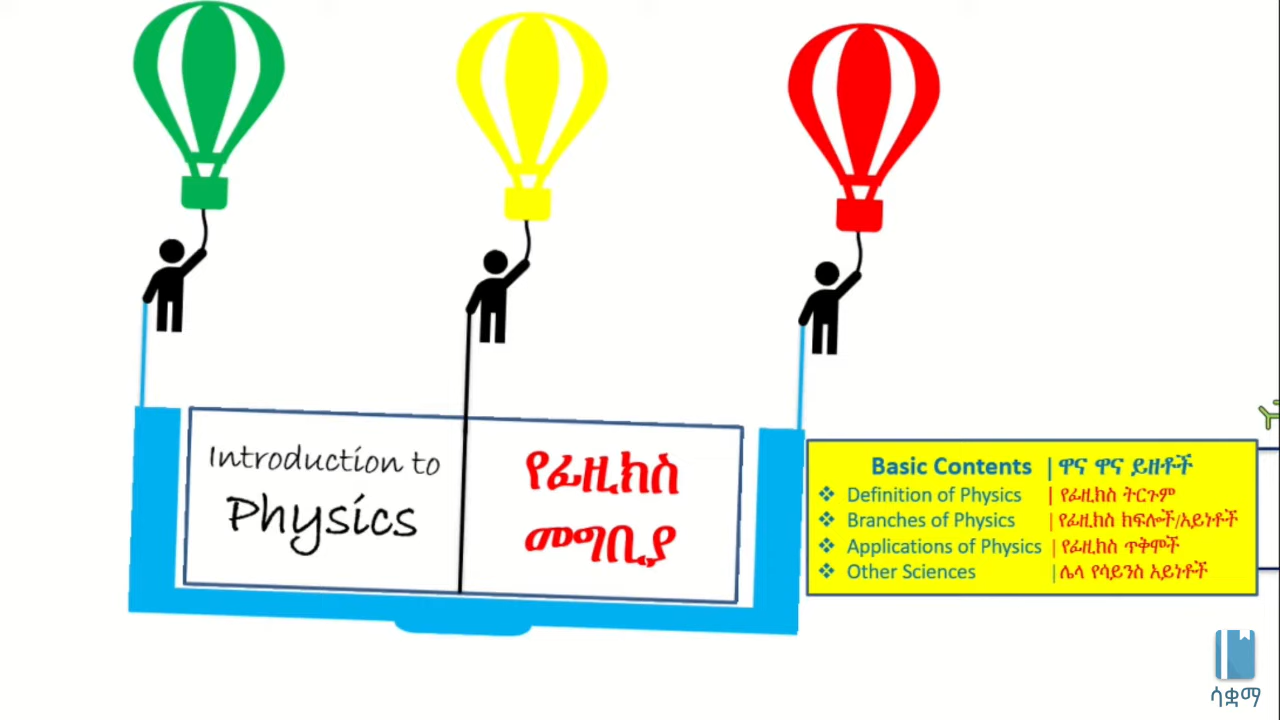 Introduction to
Physics
የፊዚክስ
መግቢያ
Basic Contents | ዋና ዋና ይዘቶች
❖ Definition of Physics | የፊዚክስ ትርጉም
❖ Branches of Physics | የፊዚክስ ክፍሎች/አይነቶች
❖ Applications of Physics | የፊዚክስ ጥቅሞች
❖ Other Sciences | ሌላ የሳይንስ አይነቶች
ሳቋማ